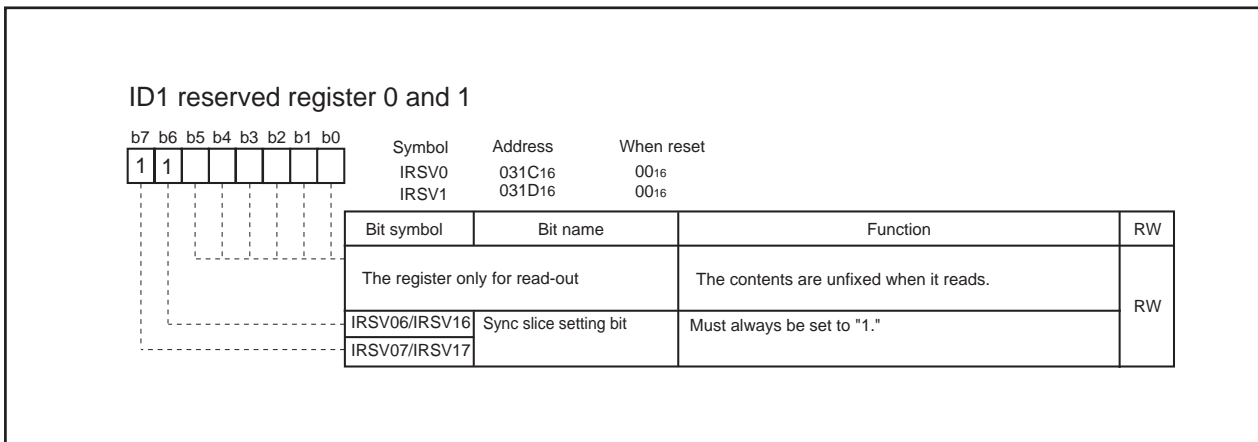 ID1 reserved register 0 and 1
b7 b6 b5 b4 b3 b2 b1 b0
Symbol Address When reset
1 1
IRSV0 031C16 0016
IRSV1 031D16 0016
Bit symbol Bit name Function RW
The register only for read-out The contents are unfixed when it reads.
RW
IRSV06/IRSV16 Sync slice setting bit Must always be set to "1."
IRSV07/IRSV17